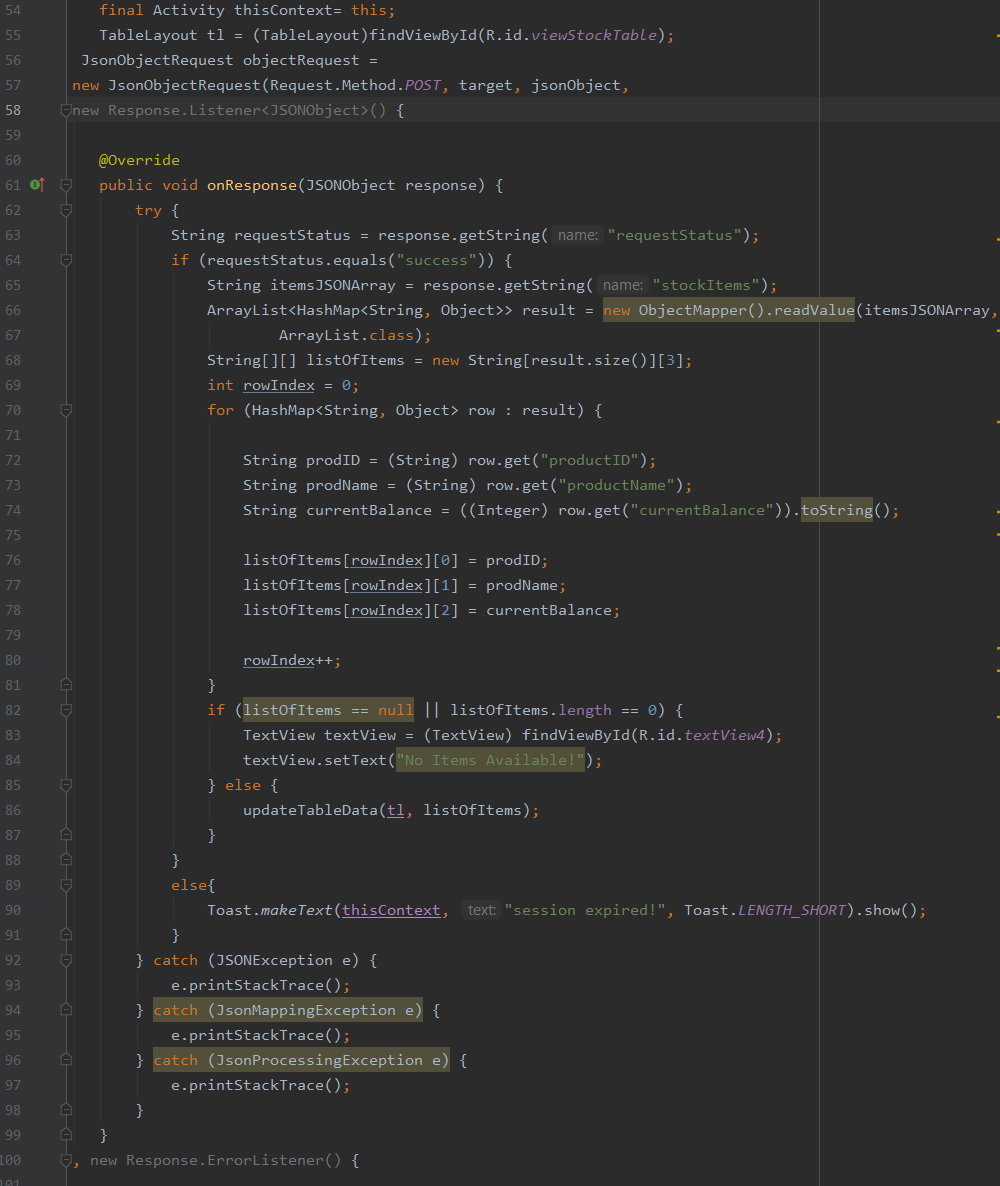 54 final Activity thisContext= this;
55 TableLayout tl = (TableLayout)findViewById(R.id.viewStockTable);
56 JsonObjectRequest objectRequest =
57 new JsonObjectRequest(Request.Method.POST, target, jsonObject,
58 new Response.Listener<JSONObject>() {
59
60 @Override
61 public void onResponse(JSONObject response) {
62 try {
63 String requestStatus = response.getString( name: "requestStatus");
64 if (requestStatus.equals("success")) {
65 String itemsJSONArray = response.getString( name: "stockItems");
66 ArrayList<HashMap<String, Object>> result = new ObjectMapper().readValue(itemsJSONArray,
67 ArrayList.class);
68 String[][] listOfItems = new String[result.size()][3];
69 int rowIndex = 0;
70 for (HashMap<String, Object> row : result) {
71
72 String prodID = (String) row.get("productID");
73 String prodName = (String) row.get("productName");
74 String currentBalance = ((Integer) row.get("currentBalance")).toString();
75
76 listOfItems[rowIndex][0] = prodID;
77 listOfItems[rowIndex][1] = prodName;
78 listOfItems[rowIndex][2] = currentBalance;
79
80 rowIndex++;
81 }
82 if (listOfItems == null || listOfItems.length == 0) {
83 TextView textView = (TextView) findViewById(R.id.textView4);
84 textView.setText("No Items Available!");
85 } else {
86 updateTableData(tl, listOfItems);
87 }
88 }
89 else{
90 Toast.makeText(thisContext, text: "session expired!", Toast.LENGTH_SHORT).show();
91 }
92 } catch (JSONException e) {
93 e.printStackTrace();
94 } catch (JsonMappingException e) {
95 e.printStackTrace();
96 } catch (JsonProcessingException e) {
97 e.printStackTrace();
98 }
99 }
100 , new Response.ErrorListener() {
101